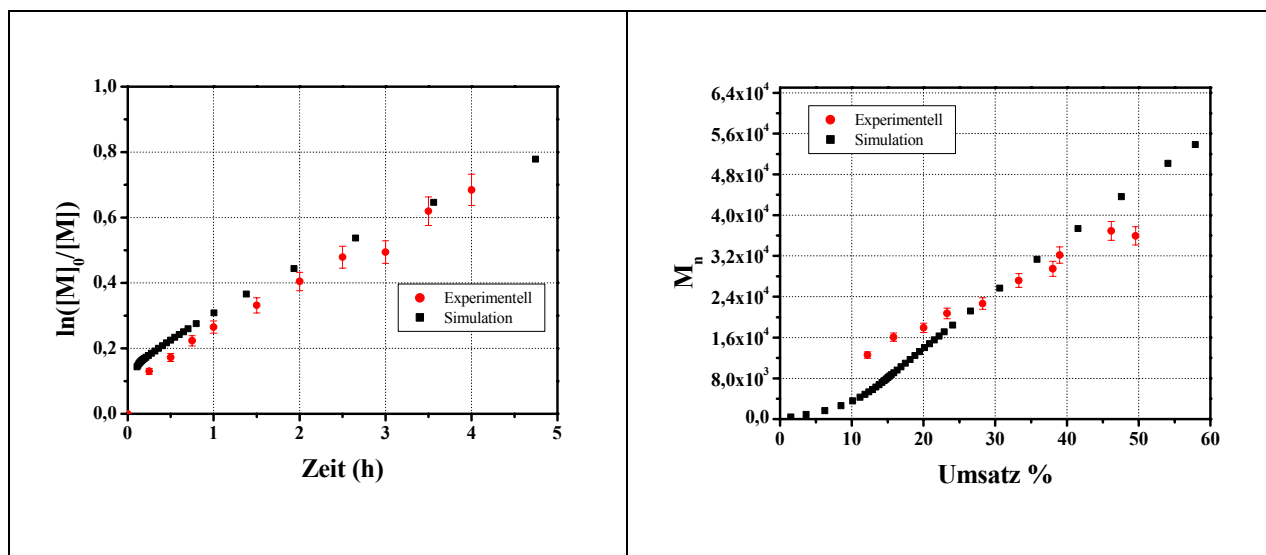 1,0
0,8
0,6
0,4
0,2
0,0
ln([M]₀/[M])
Experimentell
Simulation
0 1 2 3 4 5
Zeit (h)
6,4x10⁴
5,6x10⁴
4,8x10⁴
4,0x10⁴
3,2x10⁴
2,4x10⁴
1,6x10⁴
8,0x10³
0,0
Mₙ
Experimentell
Simulation
0 10 20 30 40 50 60
Umsatz %